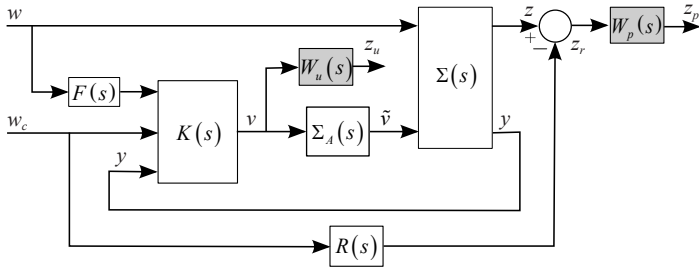 w
z
z_p
W_p(s)
+
−
z_r
z_u
W_u(s)
Σ(s)
F(s)
w_c
K(s)
v
Σ_A(s)
ṽ
y
y
R(s)